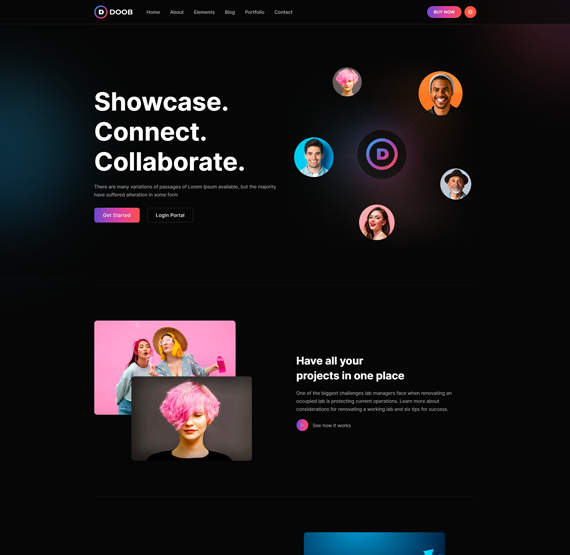 D DOOB
Home About Elements Blog Portfolio Contact
BUY NOW
Showcase.
Connect.
Collaborate.
There are many variations of passages of Lorem Ipsum available, but the majority
have suffered alteration in some form
Get Started
Login Portal
D
Have all your
projects in one place
One of the biggest challenges lab managers face when renovating an
occupied lab is protecting current operations. Learn more about
considerations for renovating a working lab and six tips for success.
See how it works